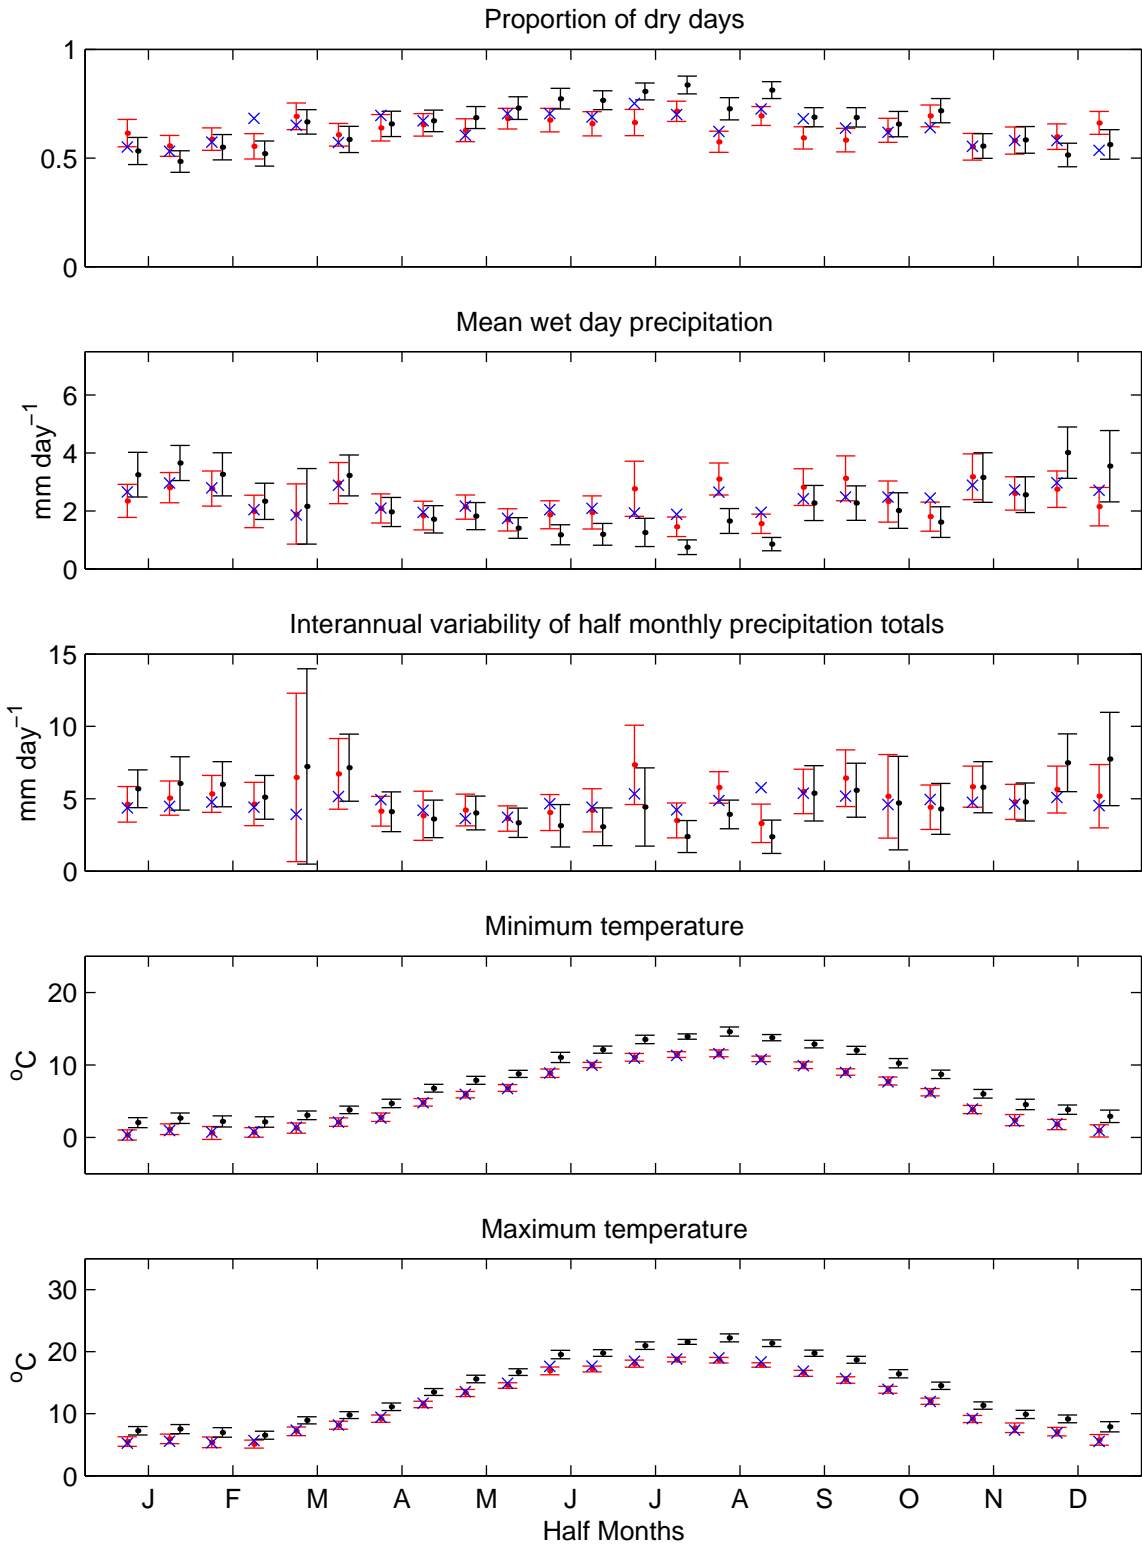 Proportion of dry days
1
0.5
0
Mean wet day precipitation
6
4
2
0
mm day⁻¹
Interannual variability of half monthly precipitation totals
15
10
5
0
mm day⁻¹
Minimum temperature
20
10
0
ºC
Maximum temperature
30
20
10
0
ºC
J F M A M J J A S O N D
Half Months